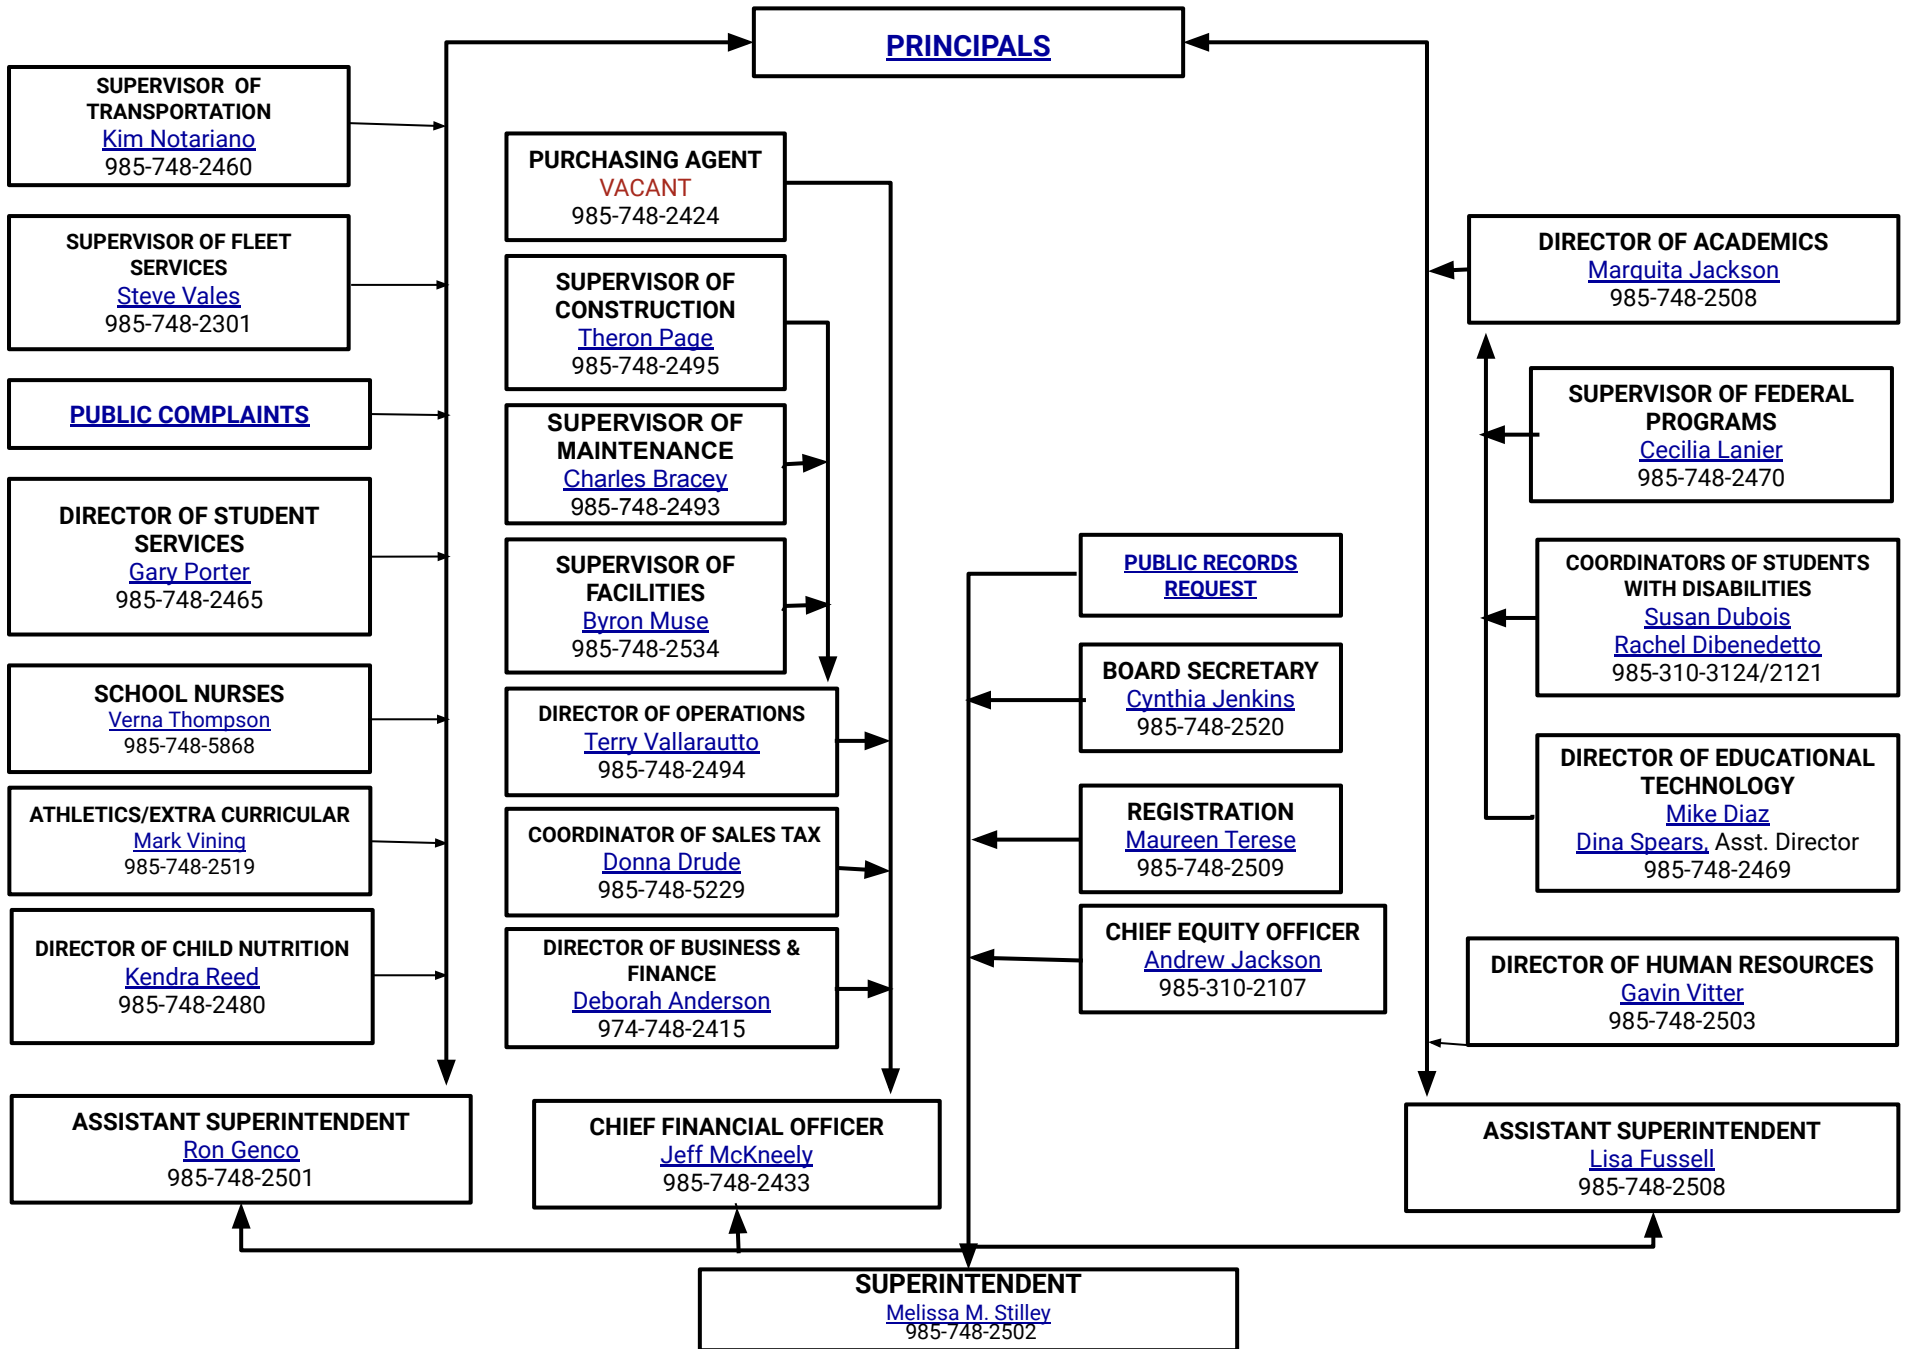 PRINCIPALS
SUPERVISOR OF
TRANSPORTATION
Kim Notariano
985-748-2460
SUPERVISOR OF FLEET
SERVICES
Steve Vales
985-748-2301
PUBLIC COMPLAINTS
DIRECTOR OF STUDENT
SERVICES
Gary Porter
985-748-2465
SCHOOL NURSES
Verna Thompson
985-748-5868
ATHLETICS/EXTRA CURRICULAR
Mark Vining
985-748-2519
DIRECTOR OF CHILD NUTRITION
Kendra Reed
985-748-2480
ASSISTANT SUPERINTENDENT
Ron Genco
985-748-2501
PURCHASING AGENT
VACANT
985-748-2424
SUPERVISOR OF
CONSTRUCTION
Theron Page
985-748-2495
SUPERVISOR OF
MAINTENANCE
Charles Bracey
985-748-2493
SUPERVISOR OF
FACILITIES
Byron Muse
985-748-2534
DIRECTOR OF OPERATIONS
Terry Vallarautto
985-748-2494
COORDINATOR OF SALES TAX
Donna Drude
985-748-5229
DIRECTOR OF BUSINESS &
FINANCE
Deborah Anderson
974-748-2415
CHIEF FINANCIAL OFFICER
Jeff McKneely
985-748-2433
PUBLIC RECORDS
REQUEST
BOARD SECRETARY
Cynthia Jenkins
985-748-2520
REGISTRATION
Maureen Terese
985-748-2509
CHIEF EQUITY OFFICER
Andrew Jackson
985-310-2107
DIRECTOR OF ACADEMICS
Marquita Jackson
985-748-2508
SUPERVISOR OF FEDERAL
PROGRAMS
Cecilia Lanier
985-748-2470
COORDINATORS OF STUDENTS
WITH DISABILITIES
Susan Dubois
Rachel Dibenedetto
985-310-3124/2121
DIRECTOR OF EDUCATIONAL
TECHNOLOGY
Mike Diaz
Dina Spears, Asst. Director
985-748-2469
DIRECTOR OF HUMAN RESOURCES
Gavin Vitter
985-748-2503
ASSISTANT SUPERINTENDENT
Lisa Fussell
985-748-2508
SUPERINTENDENT
Melissa M. Stilley
985-748-2502